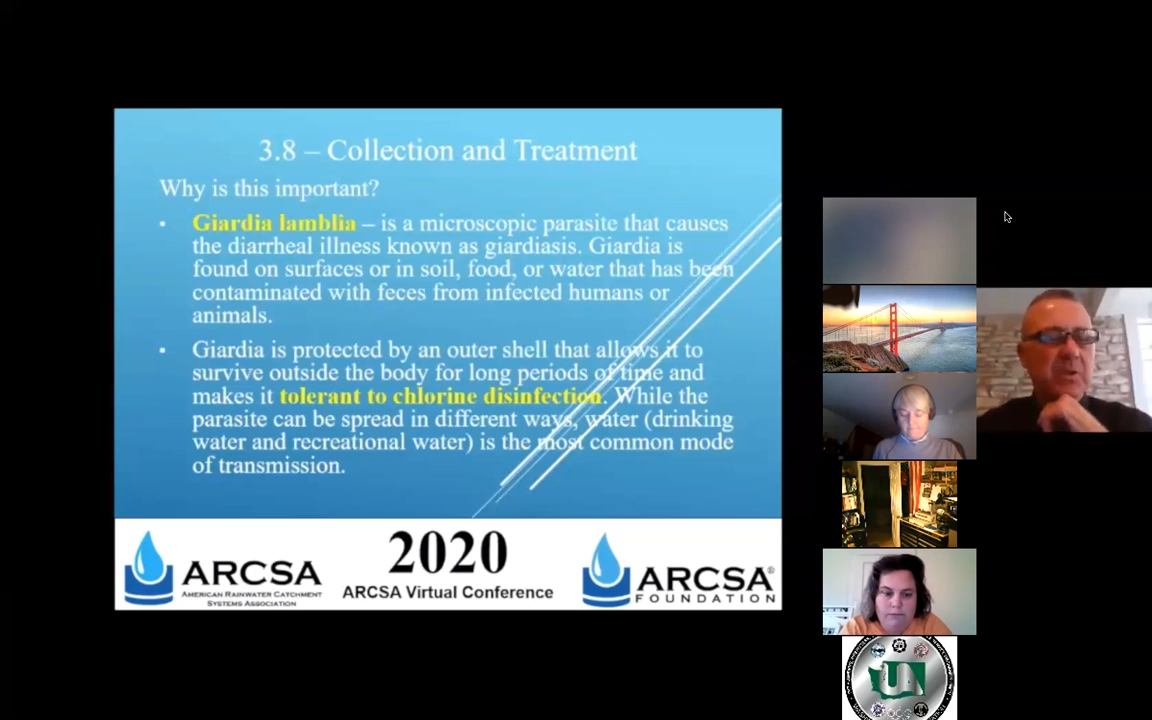 3.8 – Collection and Treatment
Why is this important?
• Giardia lamblia – is a microscopic parasite that causes
the diarrheal illness known as giardiasis. Giardia is
found on surfaces or in soil, food, or water that has been
contaminated with feces from infected humans or
animals.
• Giardia is protected by an outer shell that allows it to
survive outside the body for long periods of time and
makes it tolerant to chlorine disinfection. While the
parasite can be spread in different ways, water (drinking
water and recreational water) is the most common mode
of transmission.
ARCSA
AMERICAN RAINWATER CATCHMENT
SYSTEMS ASSOCIATION
2020
ARCSA Virtual Conference
ARCSA®
FOUNDATION